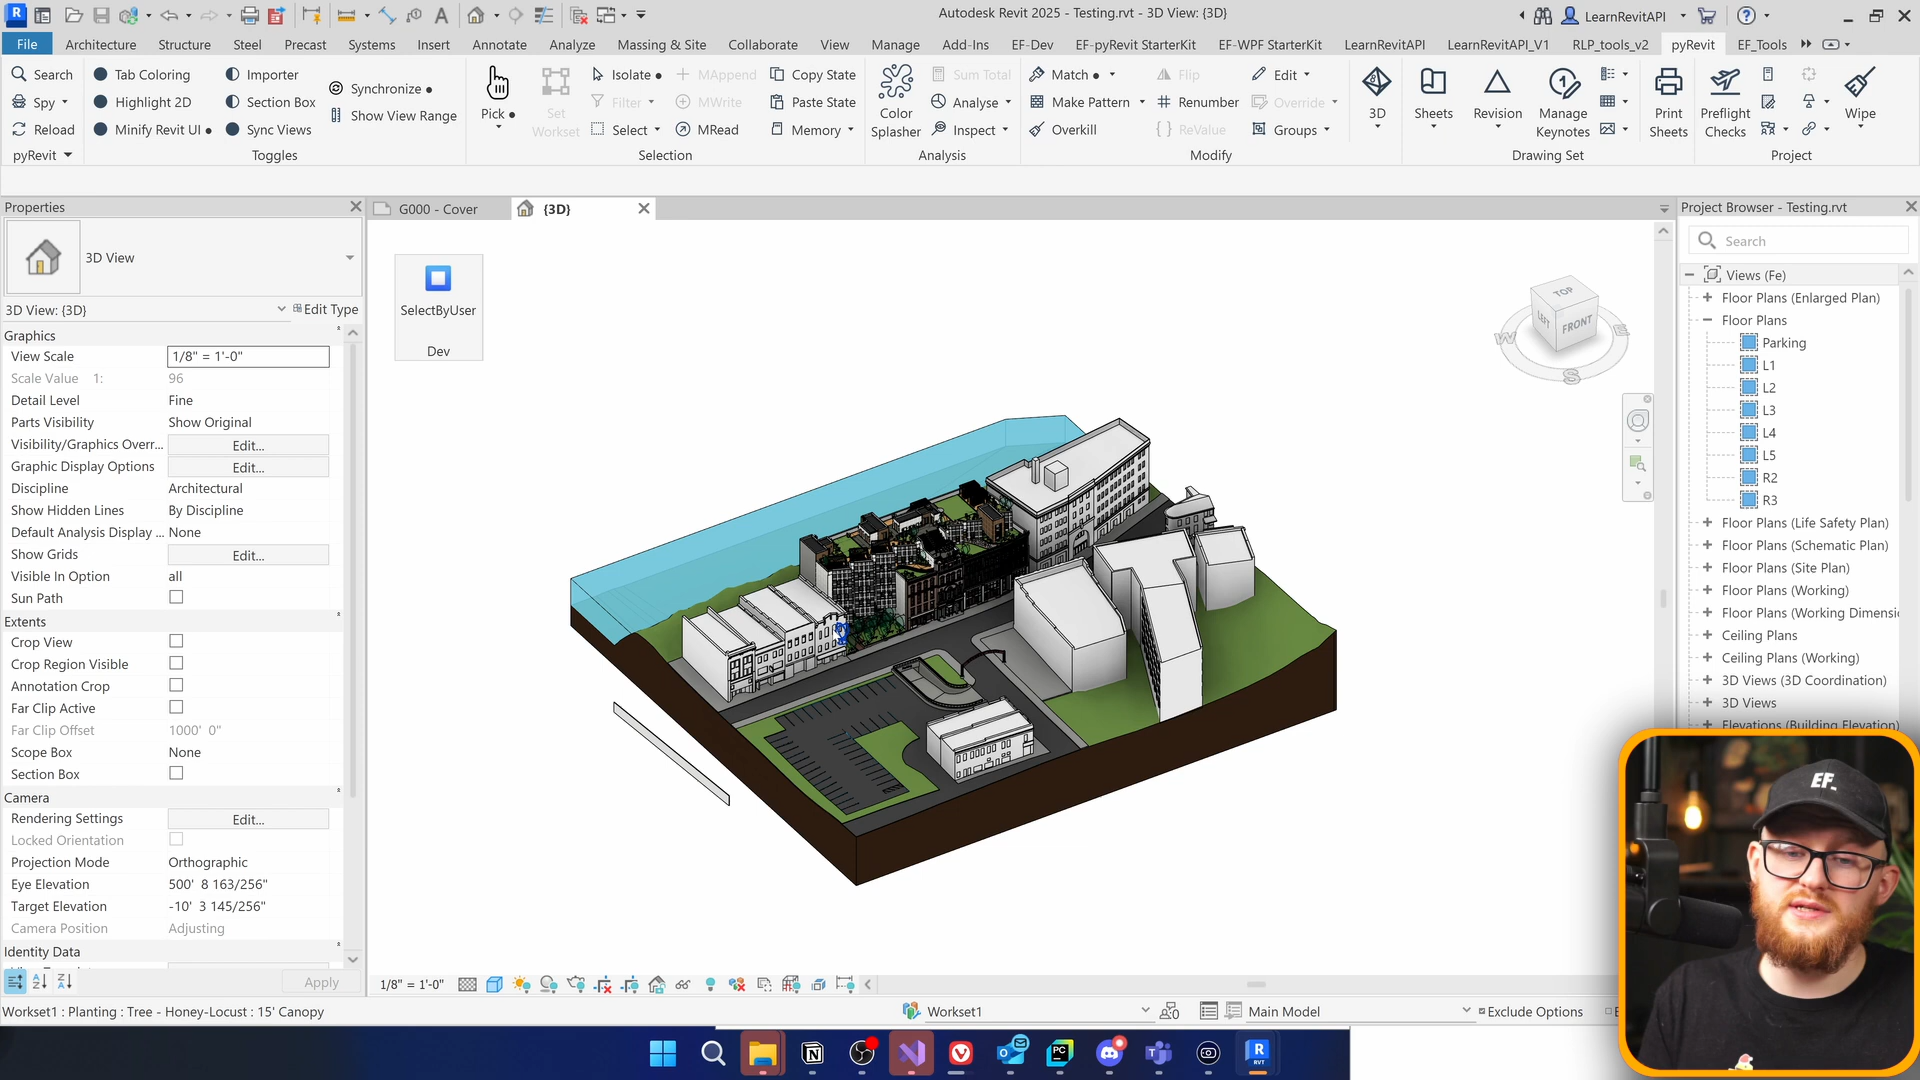 Autodesk Revit 2025 - Testing.rvt - 3D View: {3D}
LearnRevitAPI
File Architecture Structure Steel Precast Systems Insert Annotate Analyze Massing & Site Collaborate View Manage Add-Ins EF-Dev EF-pyRevit StarterKit EF-WPF StarterKit LearnRevitAPI LearnRevitAPI_V1 RLP_tools_v2 pyRevit EF_Tools
Search
Spy
Reload
pyRevit
Tab Coloring
Highlight 2D
Minify Revit UI
Importer
Section Box
Sync Views
Synchronize
Show View Range
Toggles
Pick
Set
Workset
Isolate
Filter
Select
MAppend
MWrite
MRead
Copy State
Paste State
Memory
Selection
Color
Splasher
Sum Total
Analyse
Inspect
Analysis
Match
Make Pattern
Overkill
Flip
Renumber
ReValue
Edit
Override
Groups
Modify
3D
Sheets
Revision
Manage
Keynotes
Print
Sheets
Drawing Set
Preflight
Checks
Wipe
Project
Properties
3D View
3D View: {3D}
Edit Type
Graphics
View Scale 1/8" = 1'-0"
Scale Value 1: 96
Detail Level Fine
Parts Visibility Show Original
Visibility/Graphics Overr... Edit...
Graphic Display Options Edit...
Discipline Architectural
Show Hidden Lines By Discipline
Default Analysis Display ... None
Show Grids Edit...
Visible In Option all
Sun Path
Extents
Crop View
Crop Region Visible
Annotation Crop
Far Clip Active
Far Clip Offset 1000' 0"
Scope Box None
Section Box
Camera
Rendering Settings Edit...
Locked Orientation
Projection Mode Orthographic
Eye Elevation 500' 8 163/256"
Target Elevation -10' 3 145/256"
Camera Position Adjusting
Identity Data
Apply
G000 - Cover
{3D}
SelectByUser
Dev
TOP
LEFT
FRONT
W
E
S
Project Browser - Testing.rvt
Search
Views (Fe)
Floor Plans (Enlarged Plan)
Floor Plans
Parking
L1
L2
L3
L4
L5
R2
R3
Floor Plans (Life Safety Plan)
Floor Plans (Schematic Plan)
Floor Plans (Site Plan)
Floor Plans (Working)
Floor Plans (Working Dimensi
Ceiling Plans
Ceiling Plans (Working)
3D Views (3D Coordination)
3D Views
Elevations (Building Elevation)
EF.
1/8" = 1'-0"
Workset1 : Planting : Tree - Honey-Locust : 15' Canopy
Workset1
Main Model
Exclude Options
PC
R
RVT